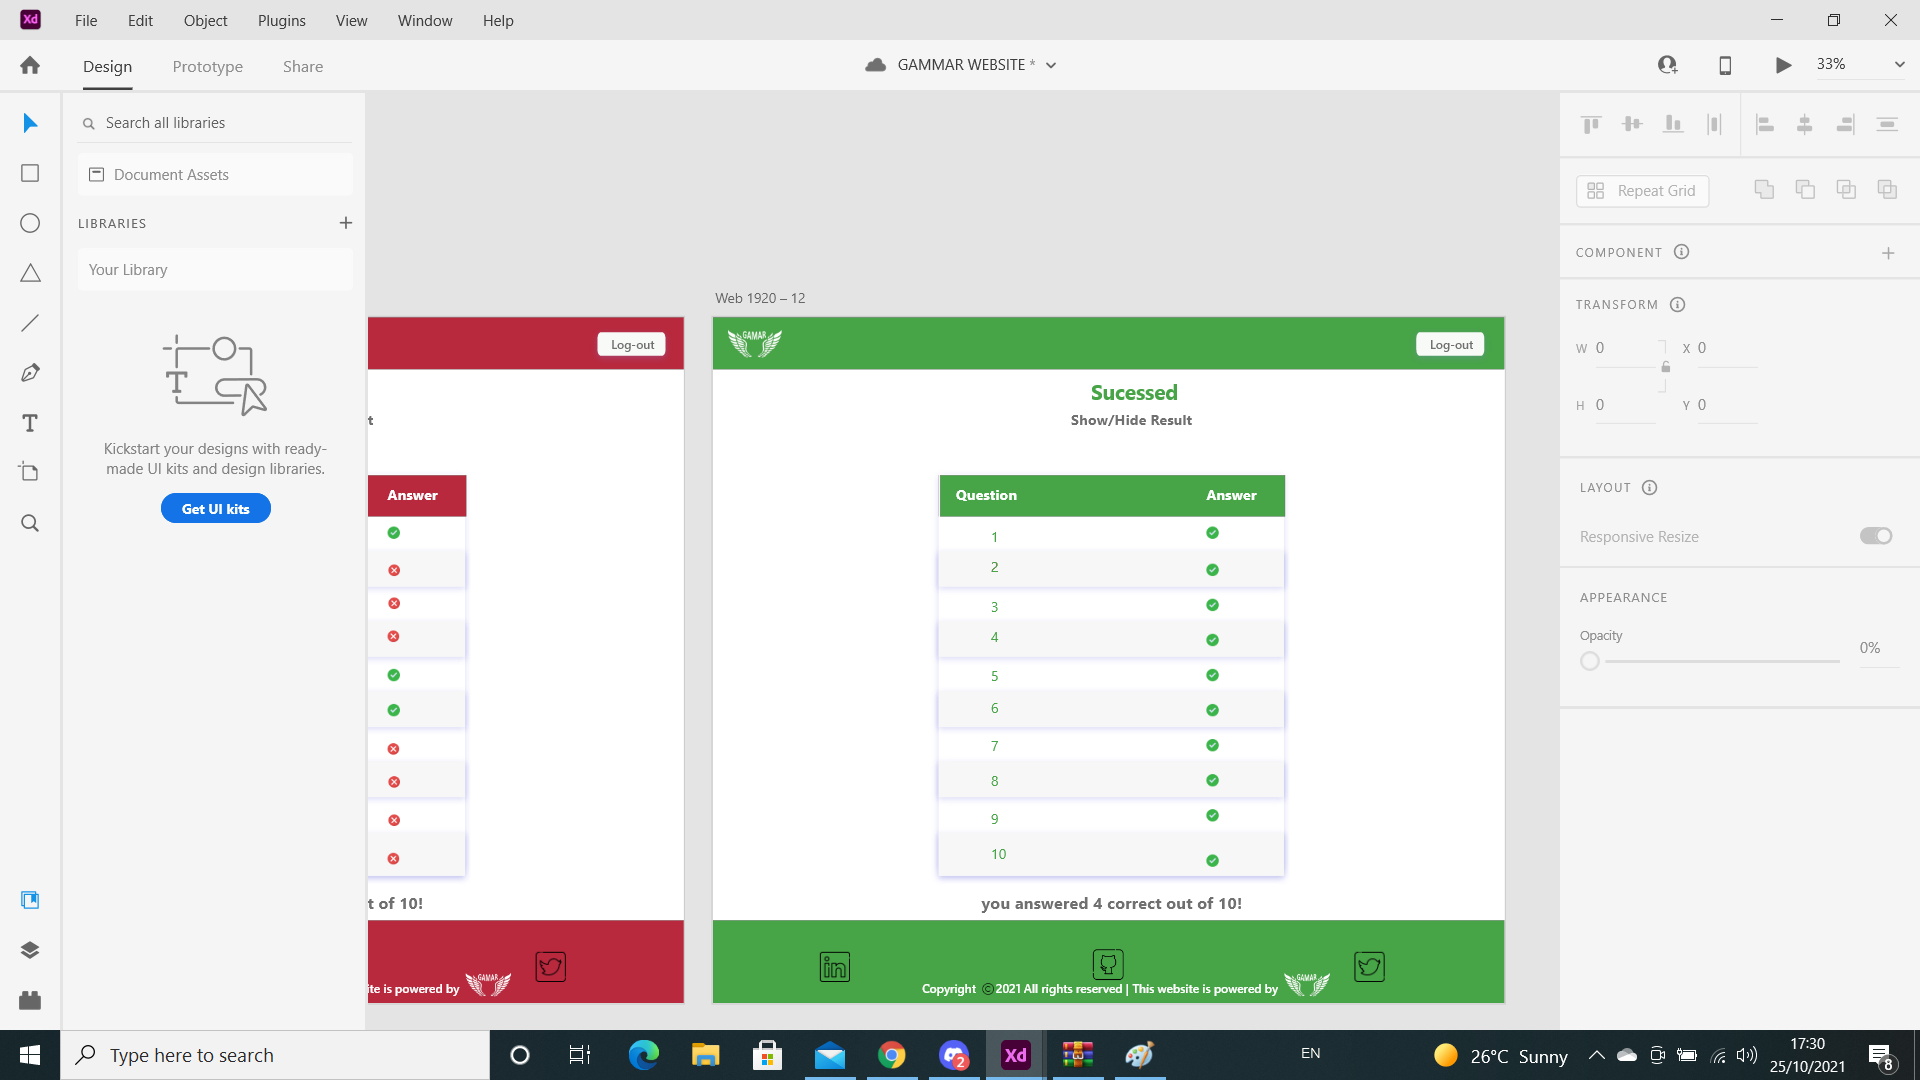 Xd File Edit Object Plugins View Window Help
Design Prototype Share
GAMMAR WEBSITE *
33%
Search all libraries
Document Assets
LIBRARIES
Your Library
Kickstart your designs with ready-
made UI kits and design libraries.
Get UI kits
Log-out
t
Answer
t of 10!
ite is powered by
GAMAR
Web 1920 – 12
GAMAR
Log-out
Sucessed
Show/Hide Result
Question Answer
1
2
3
4
5
6
7
8
9
10
you answered 4 correct out of 10!
in
Copyright ©2021 All rights reserved | This website is powered by
GAMAR
Repeat Grid
COMPONENT
TRANSFORM
W 0 X 0
H 0 Y 0
LAYOUT
Responsive Resize
APPEARANCE
Opacity
0%
Type here to search
2
Xd
EN
26°C Sunny
17:30
25/10/2021
8